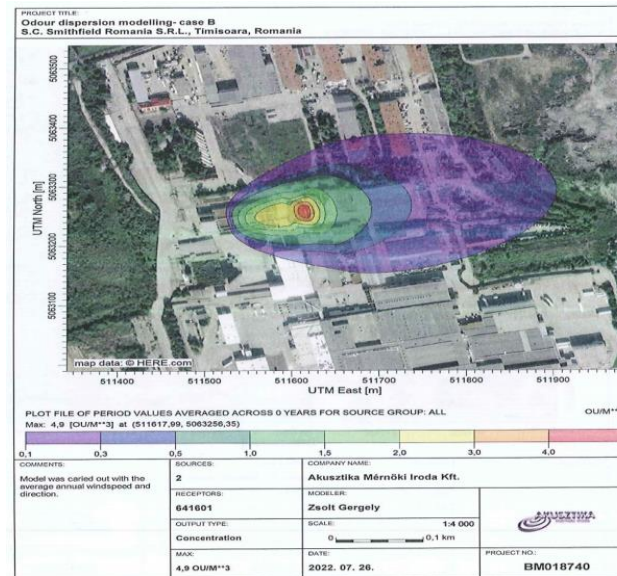 PROJECT TITLE:
Odour dispersion modelling- case B
S.C. Smithfield Romania S.R.L., Timisoara, Romania
UTM North [m]
5063500
5063400
5063300
5063200
5063100
map data: © HERE.com
511400
511500
511600
511700
511800
511900
UTM East [m]
PLOT FILE OF PERIOD VALUES AVERAGED ACROSS 0 YEARS FOR SOURCE GROUP: ALL
OU/M**
Max: 4,9 [OU/M**3] at (511617,99, 5063256,35)
0,1
0,3
0,5
1,0
1,5
2,0
3,0
4,0
COMMENTS:
Model was caried out with the
average annual windspeed and
direction.
SOURCES:
2
COMPANY NAME:
Akusztika Mérnöki Iroda Kft.
RECEPTORS:
641601
MODELER:
Zsolt Gergely
OUTPUT TYPE:
Concentration
SCALE:
1:4 000
0
0,1 km
AKUSZTIKA
MAX:
4,9 OU/M**3
DATE:
2022. 07. 26.
PROJECT NO.:
BM018740